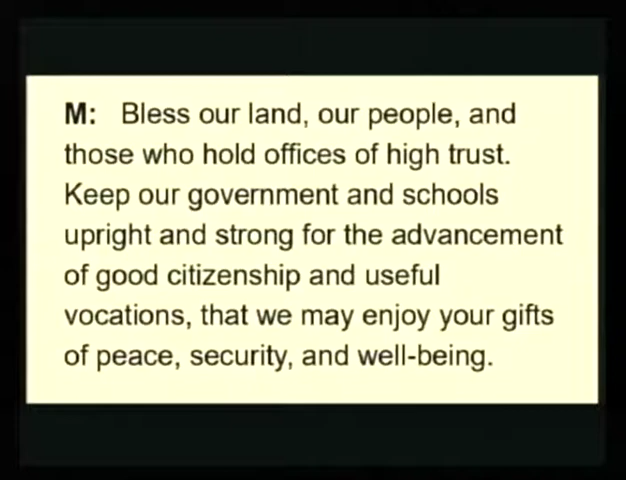 M: Bless our land, our people, and
those who hold offices of high trust.
Keep our government and schools
upright and strong for the advancement
of good citizenship and useful
vocations, that we may enjoy your gifts
of peace, security, and well-being.